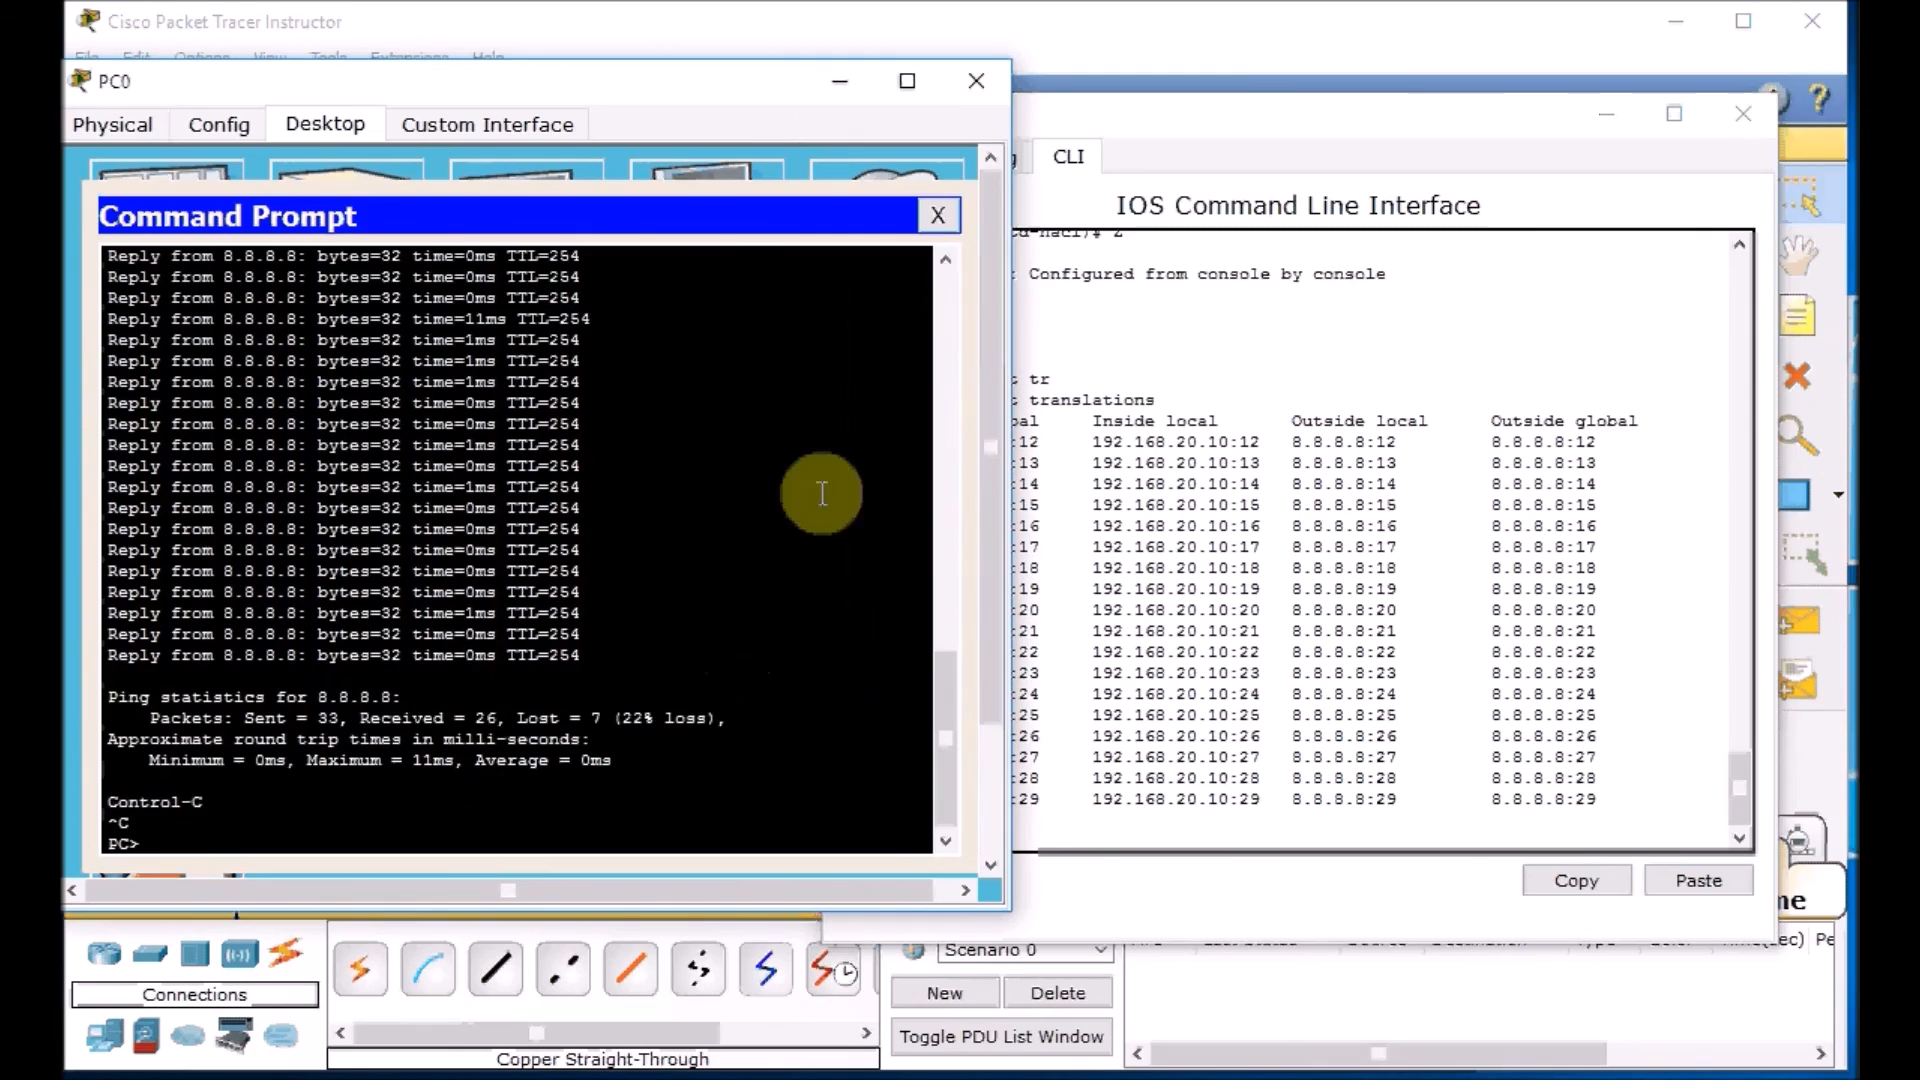 Cisco Packet Tracer Instructor
File Edit Options View Tools Extensions Help
PC0
Physical Config Desktop Custom Interface
Command Prompt
X
Reply from 8.8.8.8: bytes=32 time=0ms TTL=254
Reply from 8.8.8.8: bytes=32 time=0ms TTL=254
Reply from 8.8.8.8: bytes=32 time=0ms TTL=254
Reply from 8.8.8.8: bytes=32 time=11ms TTL=254
Reply from 8.8.8.8: bytes=32 time=1ms TTL=254
Reply from 8.8.8.8: bytes=32 time=1ms TTL=254
Reply from 8.8.8.8: bytes=32 time=1ms TTL=254
Reply from 8.8.8.8: bytes=32 time=0ms TTL=254
Reply from 8.8.8.8: bytes=32 time=0ms TTL=254
Reply from 8.8.8.8: bytes=32 time=1ms TTL=254
Reply from 8.8.8.8: bytes=32 time=0ms TTL=254
Reply from 8.8.8.8: bytes=32 time=1ms TTL=254
Reply from 8.8.8.8: bytes=32 time=0ms TTL=254
Reply from 8.8.8.8: bytes=32 time=0ms TTL=254
Reply from 8.8.8.8: bytes=32 time=0ms TTL=254
Reply from 8.8.8.8: bytes=32 time=0ms TTL=254
Reply from 8.8.8.8: bytes=32 time=0ms TTL=254
Reply from 8.8.8.8: bytes=32 time=1ms TTL=254
Reply from 8.8.8.8: bytes=32 time=0ms TTL=254
Reply from 8.8.8.8: bytes=32 time=0ms TTL=254
Ping statistics for 8.8.8.8:
Packets: Sent = 33, Received = 26, Lost = 7 (22% loss),
Approximate round trip times in milli-seconds:
Minimum = 0ms, Maximum = 11ms, Average = 0ms
Control-C
^C
PC>
g CLI
IOS Command Line Interface
: Configured from console by console
t tr
t translations
bal Inside local Outside local Outside global
:12 192.168.20.10:12 8.8.8.8:12 8.8.8.8:12
:13 192.168.20.10:13 8.8.8.8:13 8.8.8.8:13
:14 192.168.20.10:14 8.8.8.8:14 8.8.8.8:14
:15 192.168.20.10:15 8.8.8.8:15 8.8.8.8:15
:16 192.168.20.10:16 8.8.8.8:16 8.8.8.8:16
:17 192.168.20.10:17 8.8.8.8:17 8.8.8.8:17
:18 192.168.20.10:18 8.8.8.8:18 8.8.8.8:18
:19 192.168.20.10:19 8.8.8.8:19 8.8.8.8:19
:20 192.168.20.10:20 8.8.8.8:20 8.8.8.8:20
:21 192.168.20.10:21 8.8.8.8:21 8.8.8.8:21
:22 192.168.20.10:22 8.8.8.8:22 8.8.8.8:22
:23 192.168.20.10:23 8.8.8.8:23 8.8.8.8:23
:24 192.168.20.10:24 8.8.8.8:24 8.8.8.8:24
:25 192.168.20.10:25 8.8.8.8:25 8.8.8.8:25
:26 192.168.20.10:26 8.8.8.8:26 8.8.8.8:26
:27 192.168.20.10:27 8.8.8.8:27 8.8.8.8:27
:28 192.168.20.10:28 8.8.8.8:28 8.8.8.8:28
:29 192.168.20.10:29 8.8.8.8:29 8.8.8.8:29
Copy Paste
me
Connections
Copper Straight-Through
Scenario 0
New Delete
Toggle PDU List Window